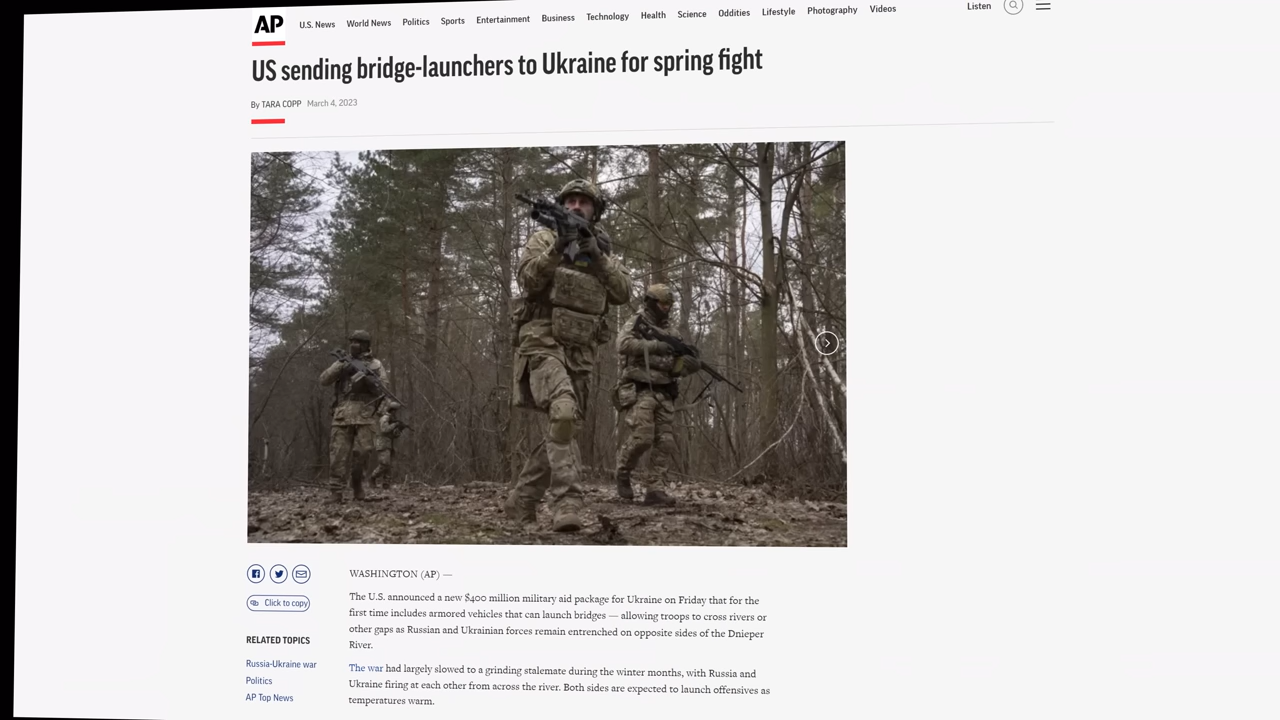 AP U.S. News World News Politics Sports Entertainment Business Technology Health Science Oddities Lifestyle Photography Videos Listen
US sending bridge-launchers to Ukraine for spring fight
By TARA COPP March 4, 2023
WASHINGTON (AP) —
The U.S. announced a new $400 million military aid package for Ukraine on Friday that for the
first time includes armored vehicles that can launch bridges — allowing troops to cross rivers or
other gaps as Russian and Ukrainian forces remain entrenched on opposite sides of the Dnieper
River.
The war had largely slowed to a grinding stalemate during the winter months, with Russia and
Ukraine firing at each other from across the river. Both sides are expected to launch offensives as
temperatures warm.
Click to copy
RELATED TOPICS
Russia-Ukraine war
Politics
AP Top News